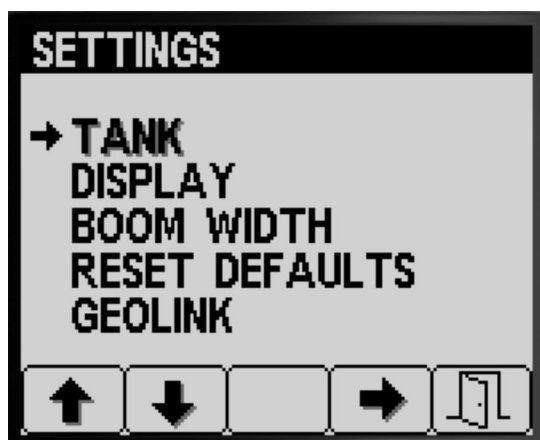 SETTINGS
TANK
DISPLAY
BOOM WIDTH
RESET DEFAULTS
GEOLINK